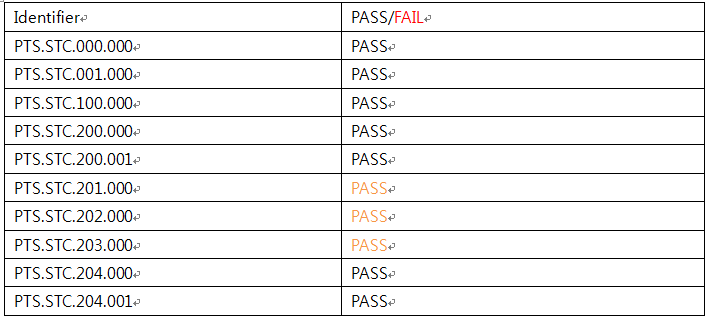 Identifier PASS/FAIL
PTS.STC.000.000 PASS
PTS.STC.001.000 PASS
PTS.STC.100.000 PASS
PTS.STC.200.000 PASS
PTS.STC.200.001 PASS
PTS.STC.201.000 PASS
PTS.STC.202.000 PASS
PTS.STC.203.000 PASS
PTS.STC.204.000 PASS
PTS.STC.204.001 PASS